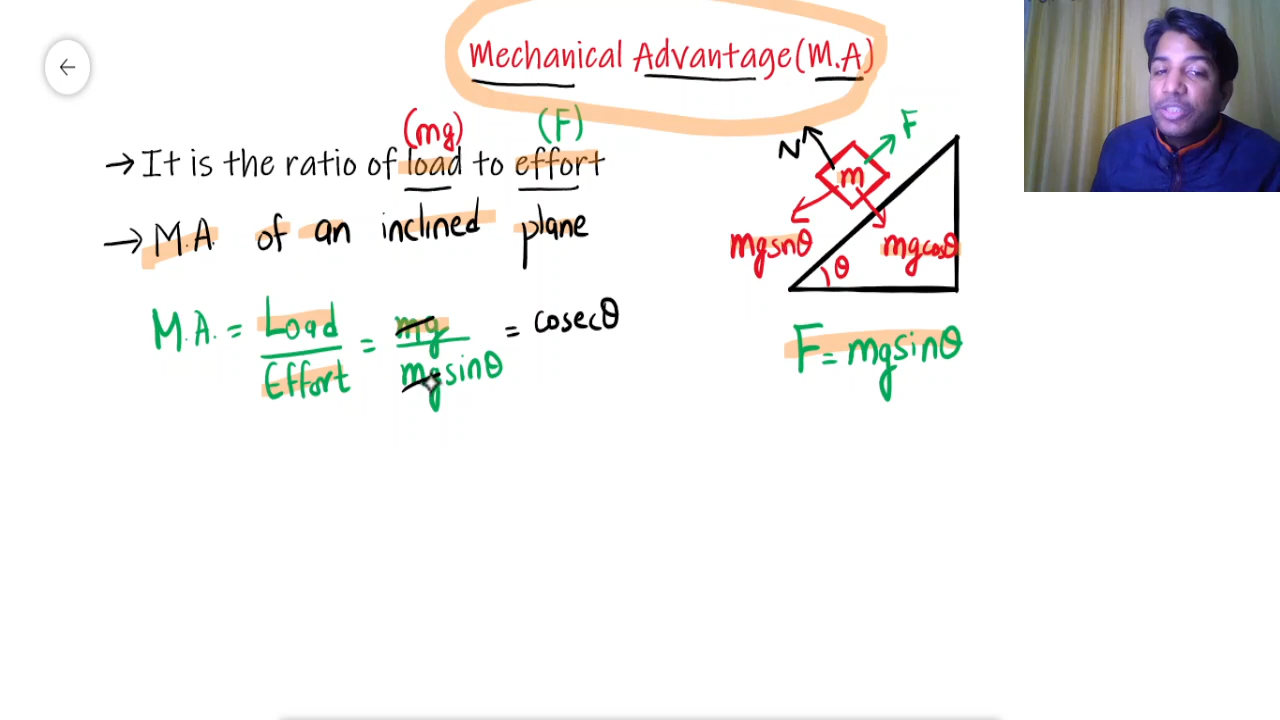 Mechanical Advantage(M.A)
(mg) (F)
→ It is the ratio of load to effort
→ M.A. of an inclined plane
M.A. = Load / Effort = mg / mgsinθ = cosecθ
N F
m
mgsnθ mgcosθ
θ
F = mgsinθ